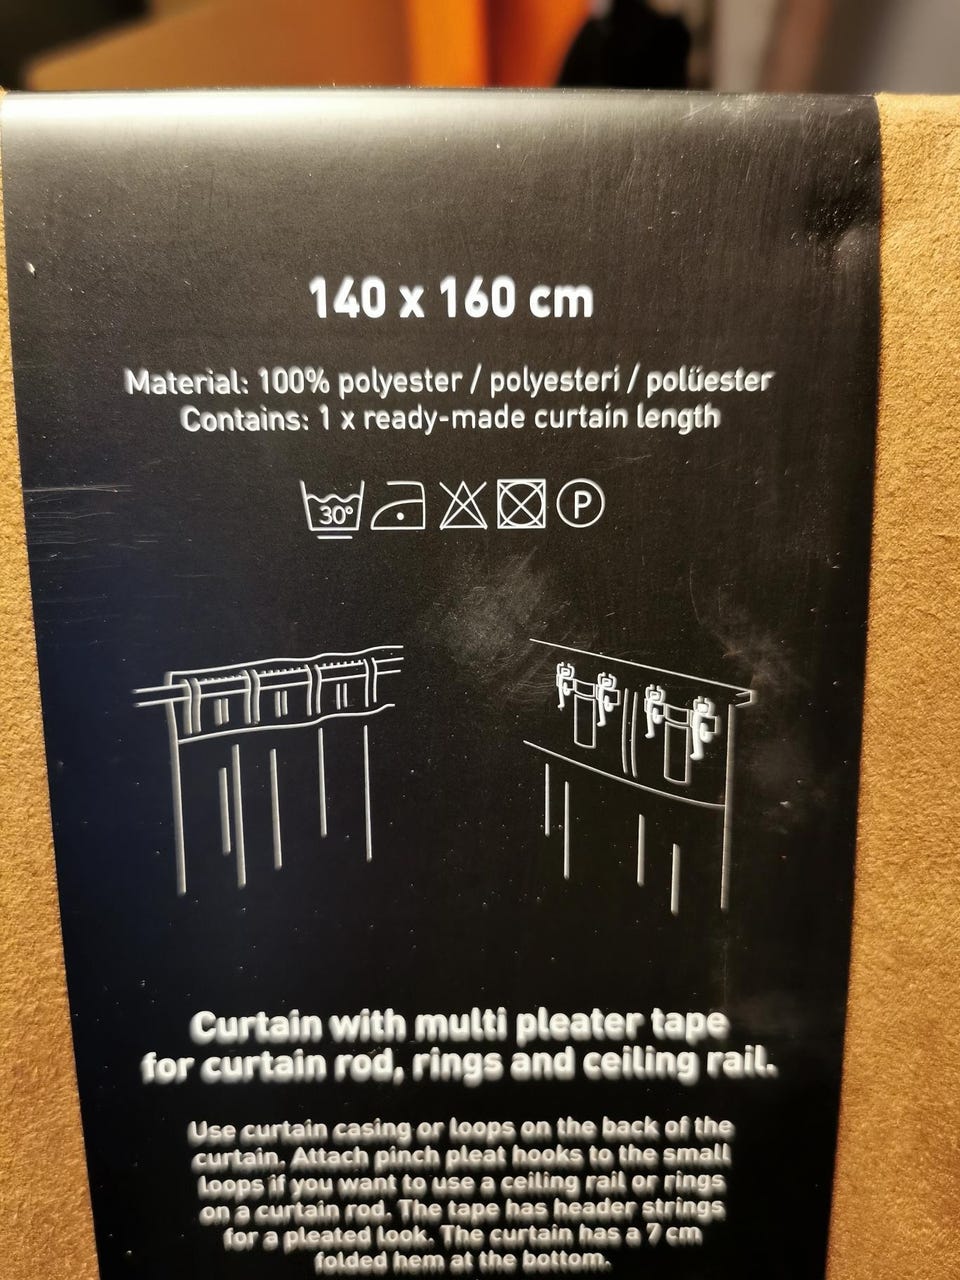 140 x 160 cm
Material: 100% polyester / polyesteri / polüester
Contains: 1 x ready-made curtain length
30°
P
Curtain with multi pleater tape
for curtain rod, rings and ceiling rail.
Use curtain casing or loops on the back of the
curtain. Attach pinch pleat hooks to the small
loops if you want to use a ceiling rail or rings
on a curtain rod. The tape has header strings
for a pleated look. The curtain has a 7 cm
folded hem at the bottom.